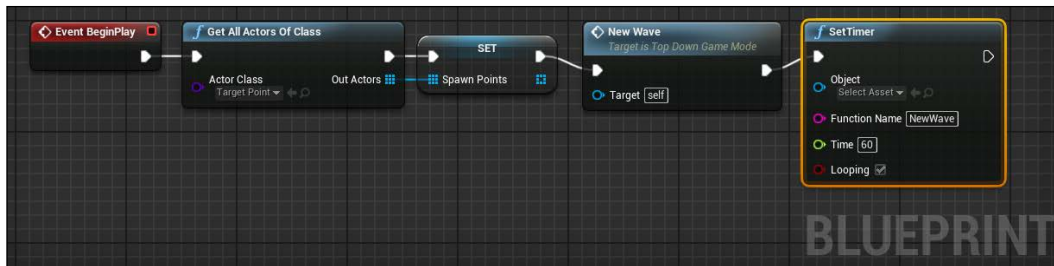 Event BeginPlay
Get All Actors Of Class
Actor Class
Target Point
Out Actors
SET
Spawn Points
New Wave
Target is Top Down Game Mode
Target self
SetTimer
Object
Select Asset
Function Name NewWave
Time 60
Looping
BLUEPRINT